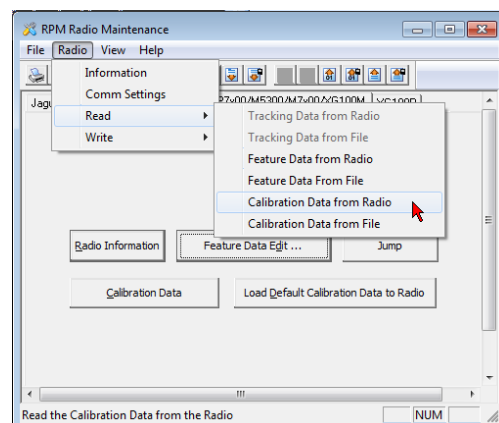 RPM Radio Maintenance
File Radio View Help
Information
Comm Settings
Read
Write
Jagu
P7x00/M5300/M7x00/XG100M
XG100P
Tracking Data from Radio
Tracking Data from File
Feature Data from Radio
Feature Data From File
Calibration Data from Radio
Calibration Data from File
Radio Information
Feature Data Edit ...
Jump
Calibration Data
Load Default Calibration Data to Radio
Read the Calibration Data from the Radio
NUM